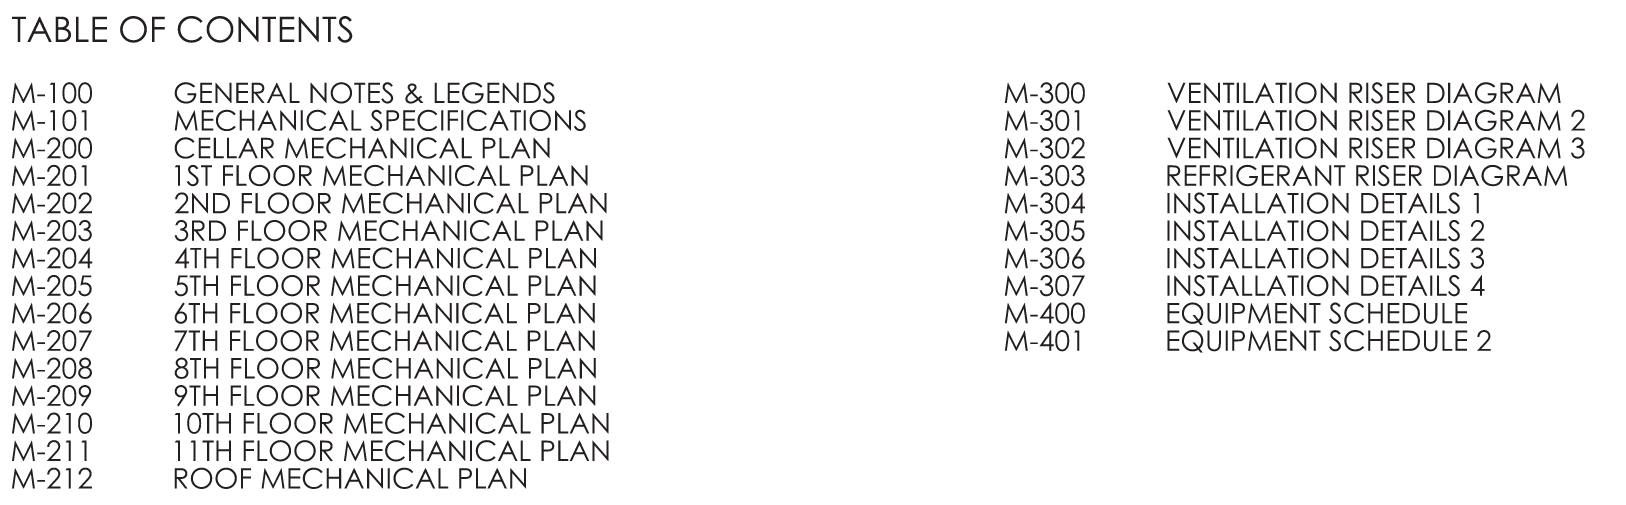 TABLE OF CONTENTS
M-100 GENERAL NOTES & LEGENDS
M-101 MECHANICAL SPECIFICATIONS
M-200 CELLAR MECHANICAL PLAN
M-201 1ST FLOOR MECHANICAL PLAN
M-202 2ND FLOOR MECHANICAL PLAN
M-203 3RD FLOOR MECHANICAL PLAN
M-204 4TH FLOOR MECHANICAL PLAN
M-205 5TH FLOOR MECHANICAL PLAN
M-206 6TH FLOOR MECHANICAL PLAN
M-207 7TH FLOOR MECHANICAL PLAN
M-208 8TH FLOOR MECHANICAL PLAN
M-209 9TH FLOOR MECHANICAL PLAN
M-210 10TH FLOOR MECHANICAL PLAN
M-211 11TH FLOOR MECHANICAL PLAN
M-212 ROOF MECHANICAL PLAN
M-300 VENTILATION RISER DIAGRAM
M-301 VENTILATION RISER DIAGRAM 2
M-302 VENTILATION RISER DIAGRAM 3
M-303 REFRIGERANT RISER DIAGRAM
M-304 INSTALLATION DETAILS 1
M-305 INSTALLATION DETAILS 2
M-306 INSTALLATION DETAILS 3
M-307 INSTALLATION DETAILS 4
M-400 EQUIPMENT SCHEDULE
M-401 EQUIPMENT SCHEDULE 2